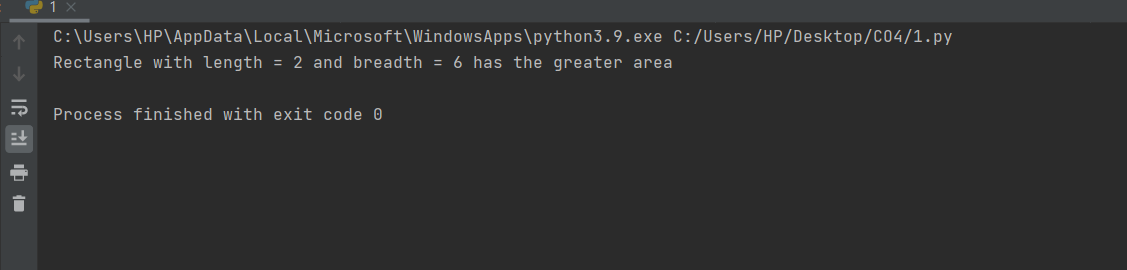 1
C:\Users\HP\AppData\Local\Microsoft\WindowsApps\python3.9.exe C:/Users/HP/Desktop/CO4/1.py
Rectangle with length = 2 and breadth = 6 has the greater area
Process finished with exit code 0